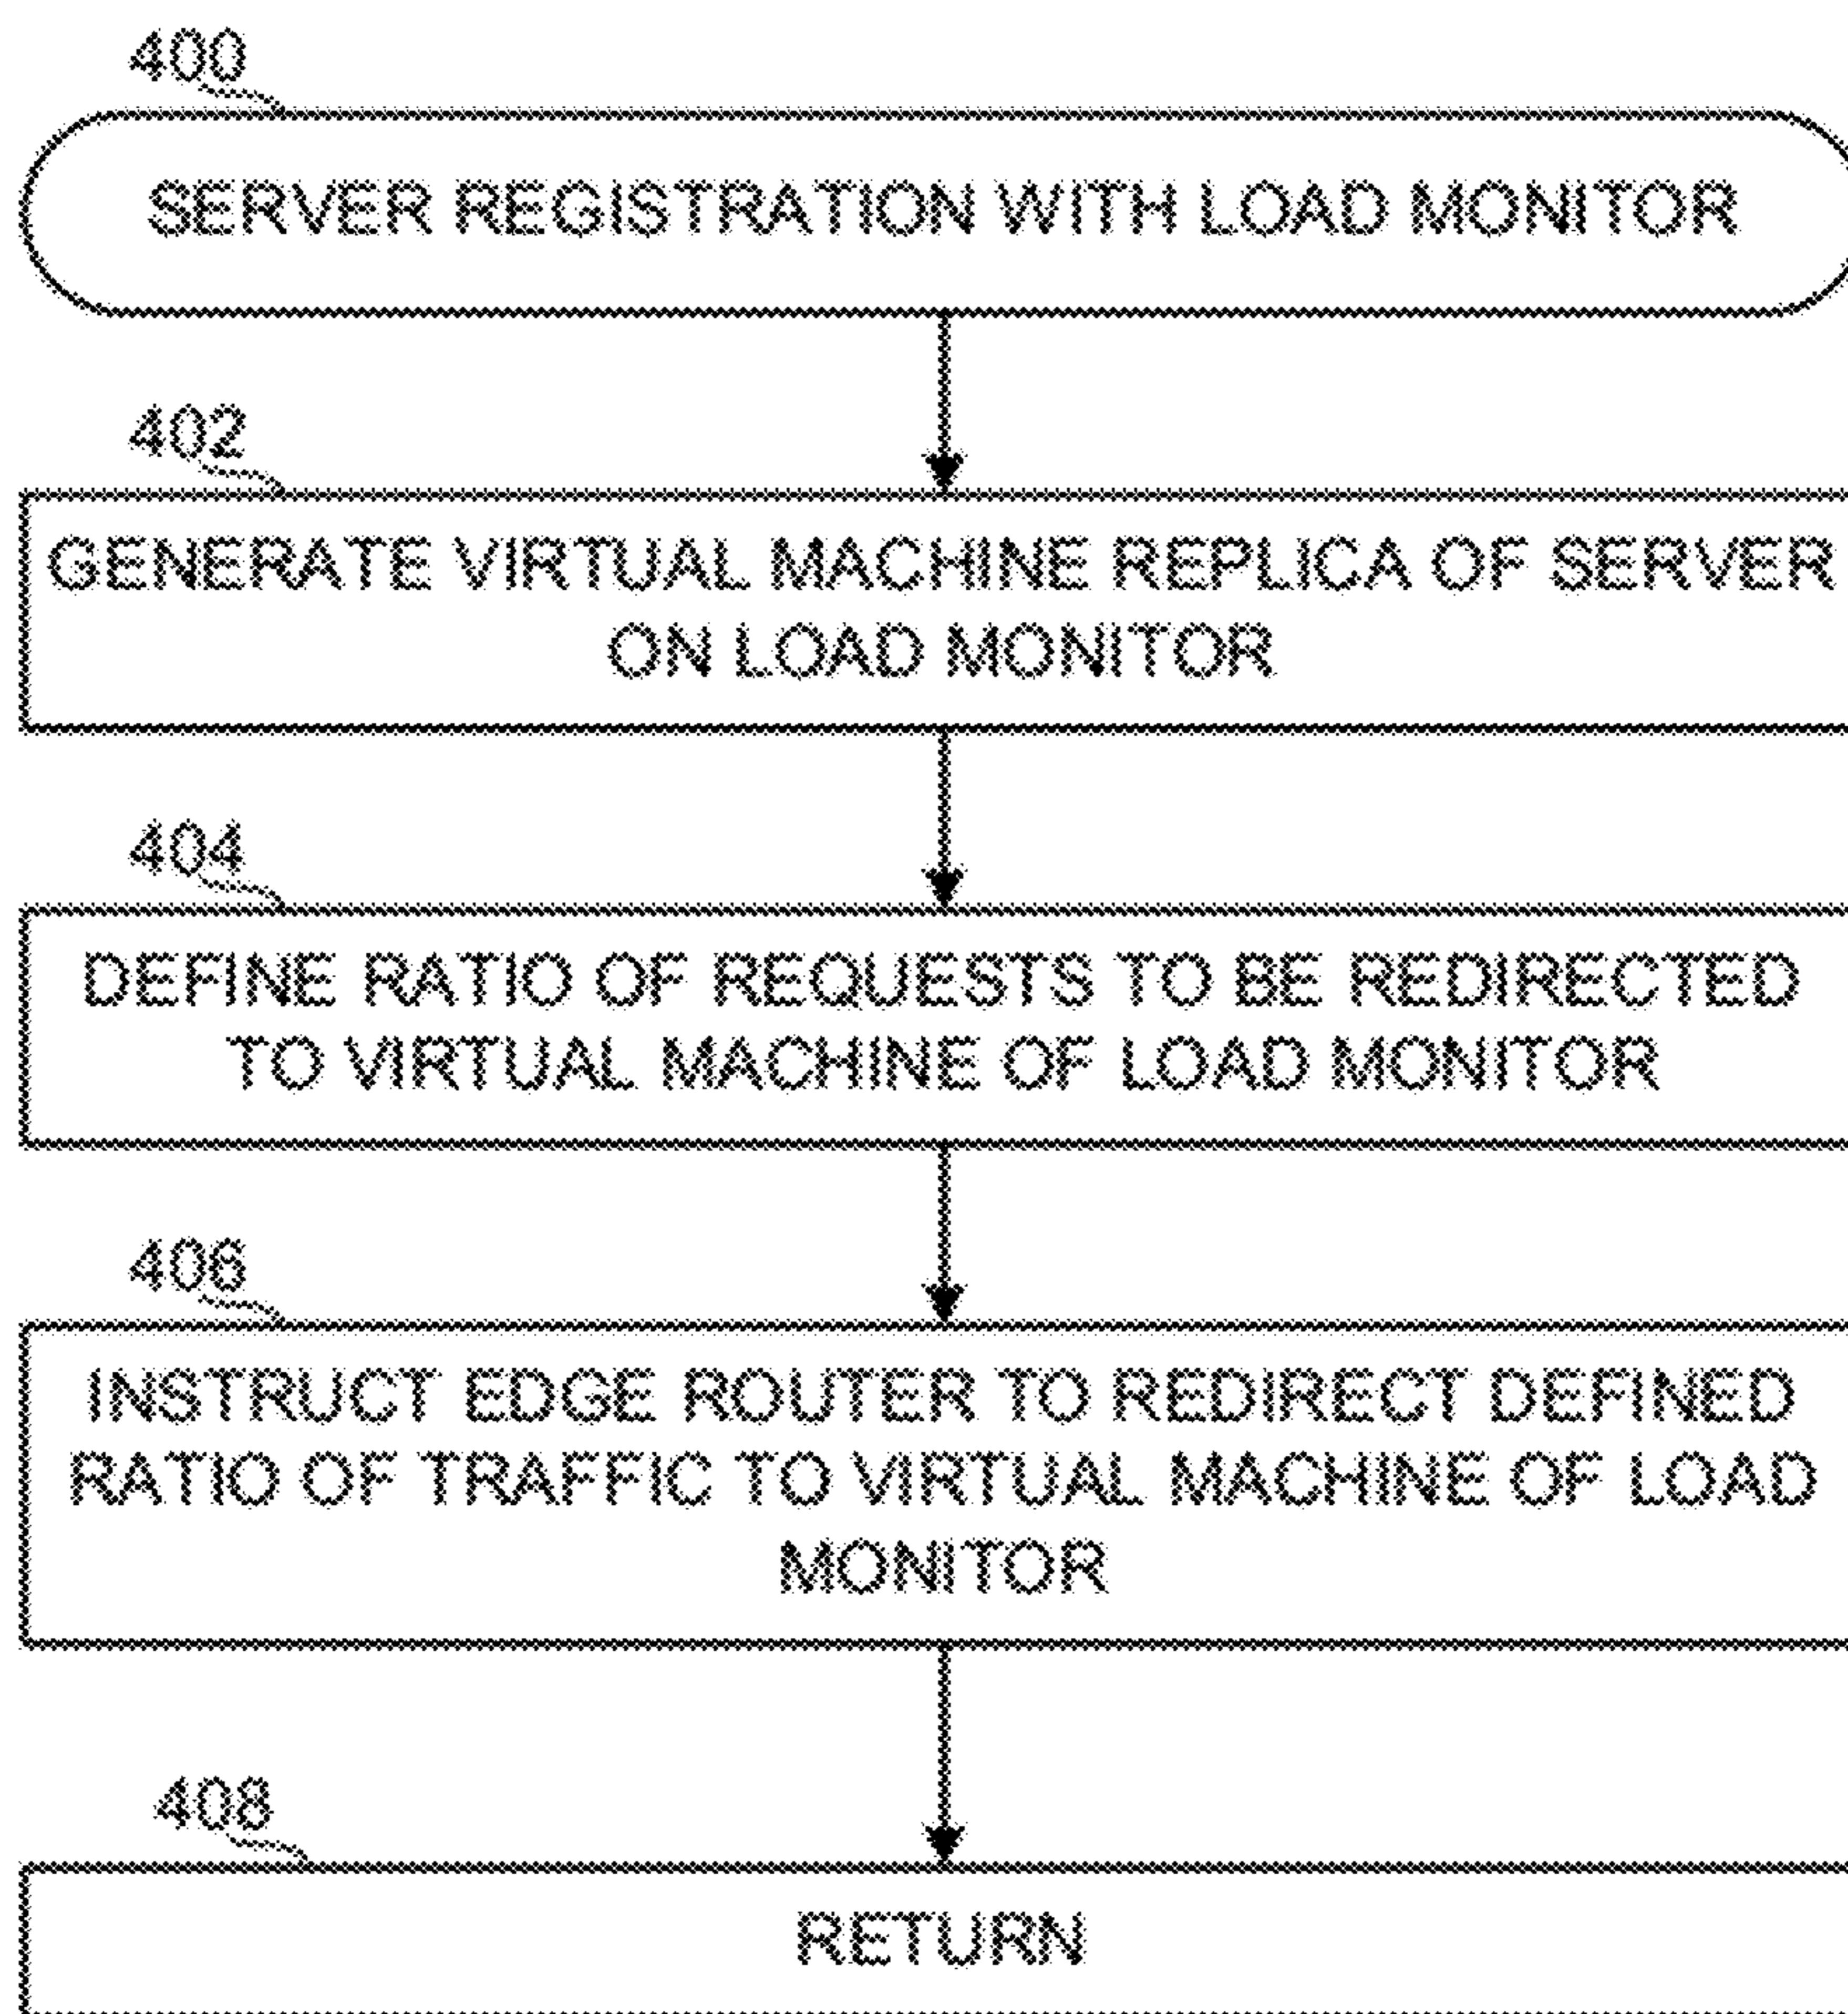 400
SERVER REGISTRATION WITH LOAD MONITOR
402
GENERATE VIRTUAL MACHINE REPLICA OF SERVER
ON LOAD MONITOR
404
DEFINE RATIO OF REQUESTS TO BE REDIRECTED
TO VIRTUAL MACHINE OF LOAD MONITOR
406
INSTRUCT EDGE ROUTER TO REDIRECT DEFINED
RATIO OF TRAFFIC TO VIRTUAL MACHINE OF LOAD
MONITOR
408
RETURN